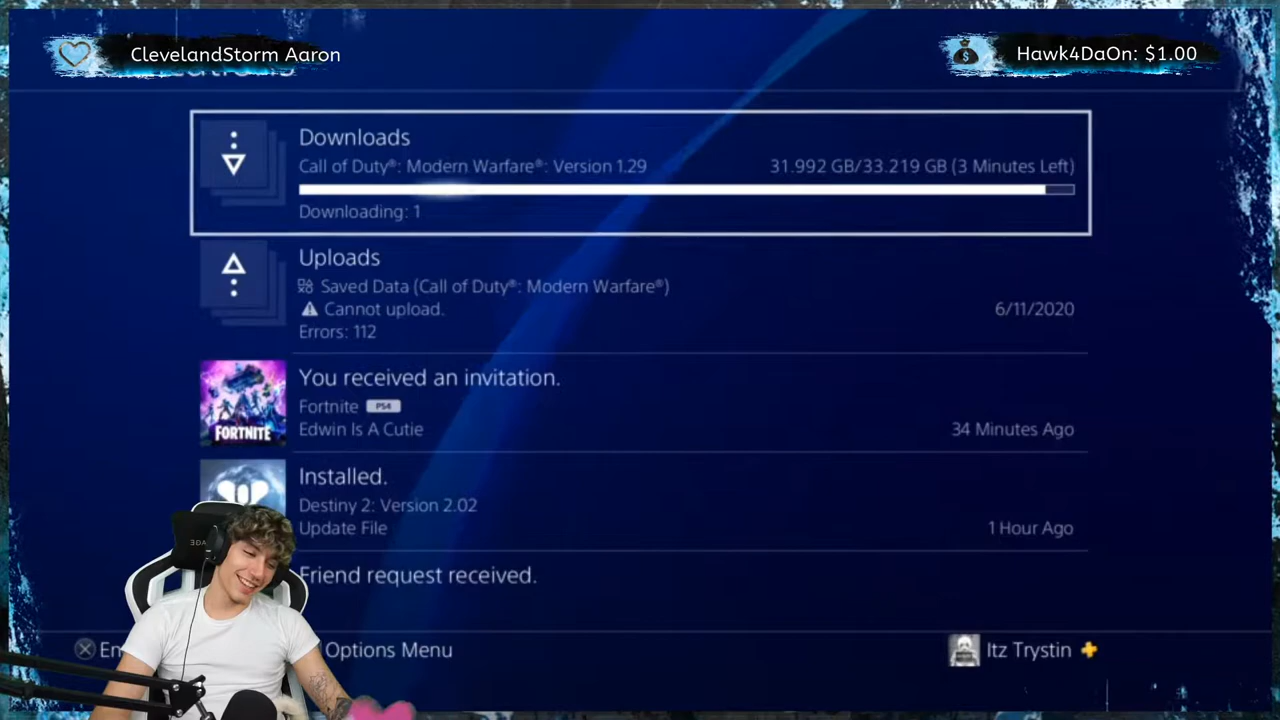 ClevelandStorm Aaron
Hawk4DaOn: $1.00
Downloads
Call of Duty®: Modern Warfare®: Version 1.29
31.992 GB/33.219 GB (3 Minutes Left)
Downloading: 1
Uploads
Saved Data (Call of Duty®: Modern Warfare®)
Cannot upload.
6/11/2020
Errors: 112
You received an invitation.
Fortnite PS4
FORTNITE
Edwin Is A Cutie
34 Minutes Ago
Installed.
Destiny 2: Version 2.02
Update File
1 Hour Ago
Friend request received.
Options Menu
Itz Trystin